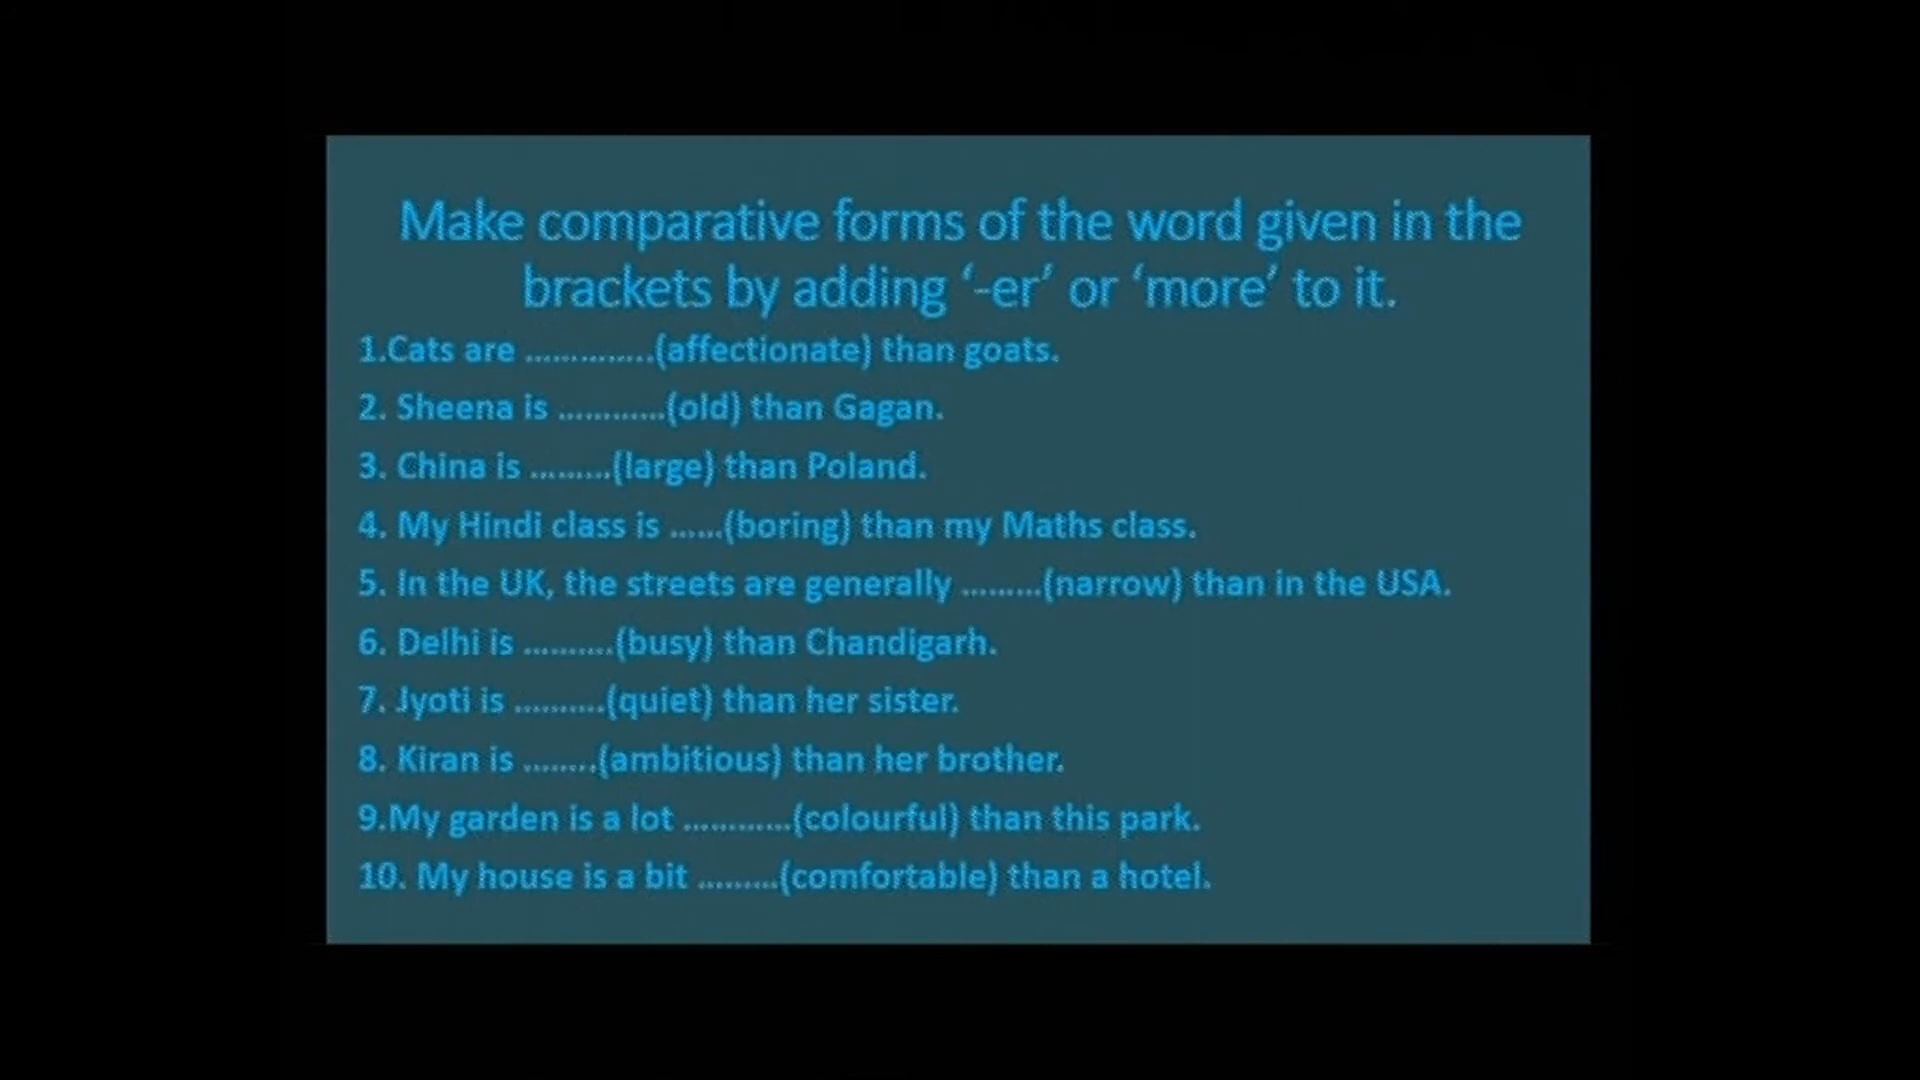 Make comparative forms of the word given in the
brackets by adding ‘-er’ or ‘more’ to it.
1.Cats are ..............(affectionate) than goats.
2. Sheena is ............(old) than Gagan.
3. China is .........(large) than Poland.
4. My Hindi class is ......(boring) than my Maths class.
5. In the UK, the streets are generally .........(narrow) than in the USA.
6. Delhi is ..........(busy) than Chandigarh.
7. Jyoti is ..........(quiet) than her sister.
8. Kiran is ........(ambitious) than her brother.
9.My garden is a lot ............(colourful) than this park.
10. My house is a bit .........(comfortable) than a hotel.